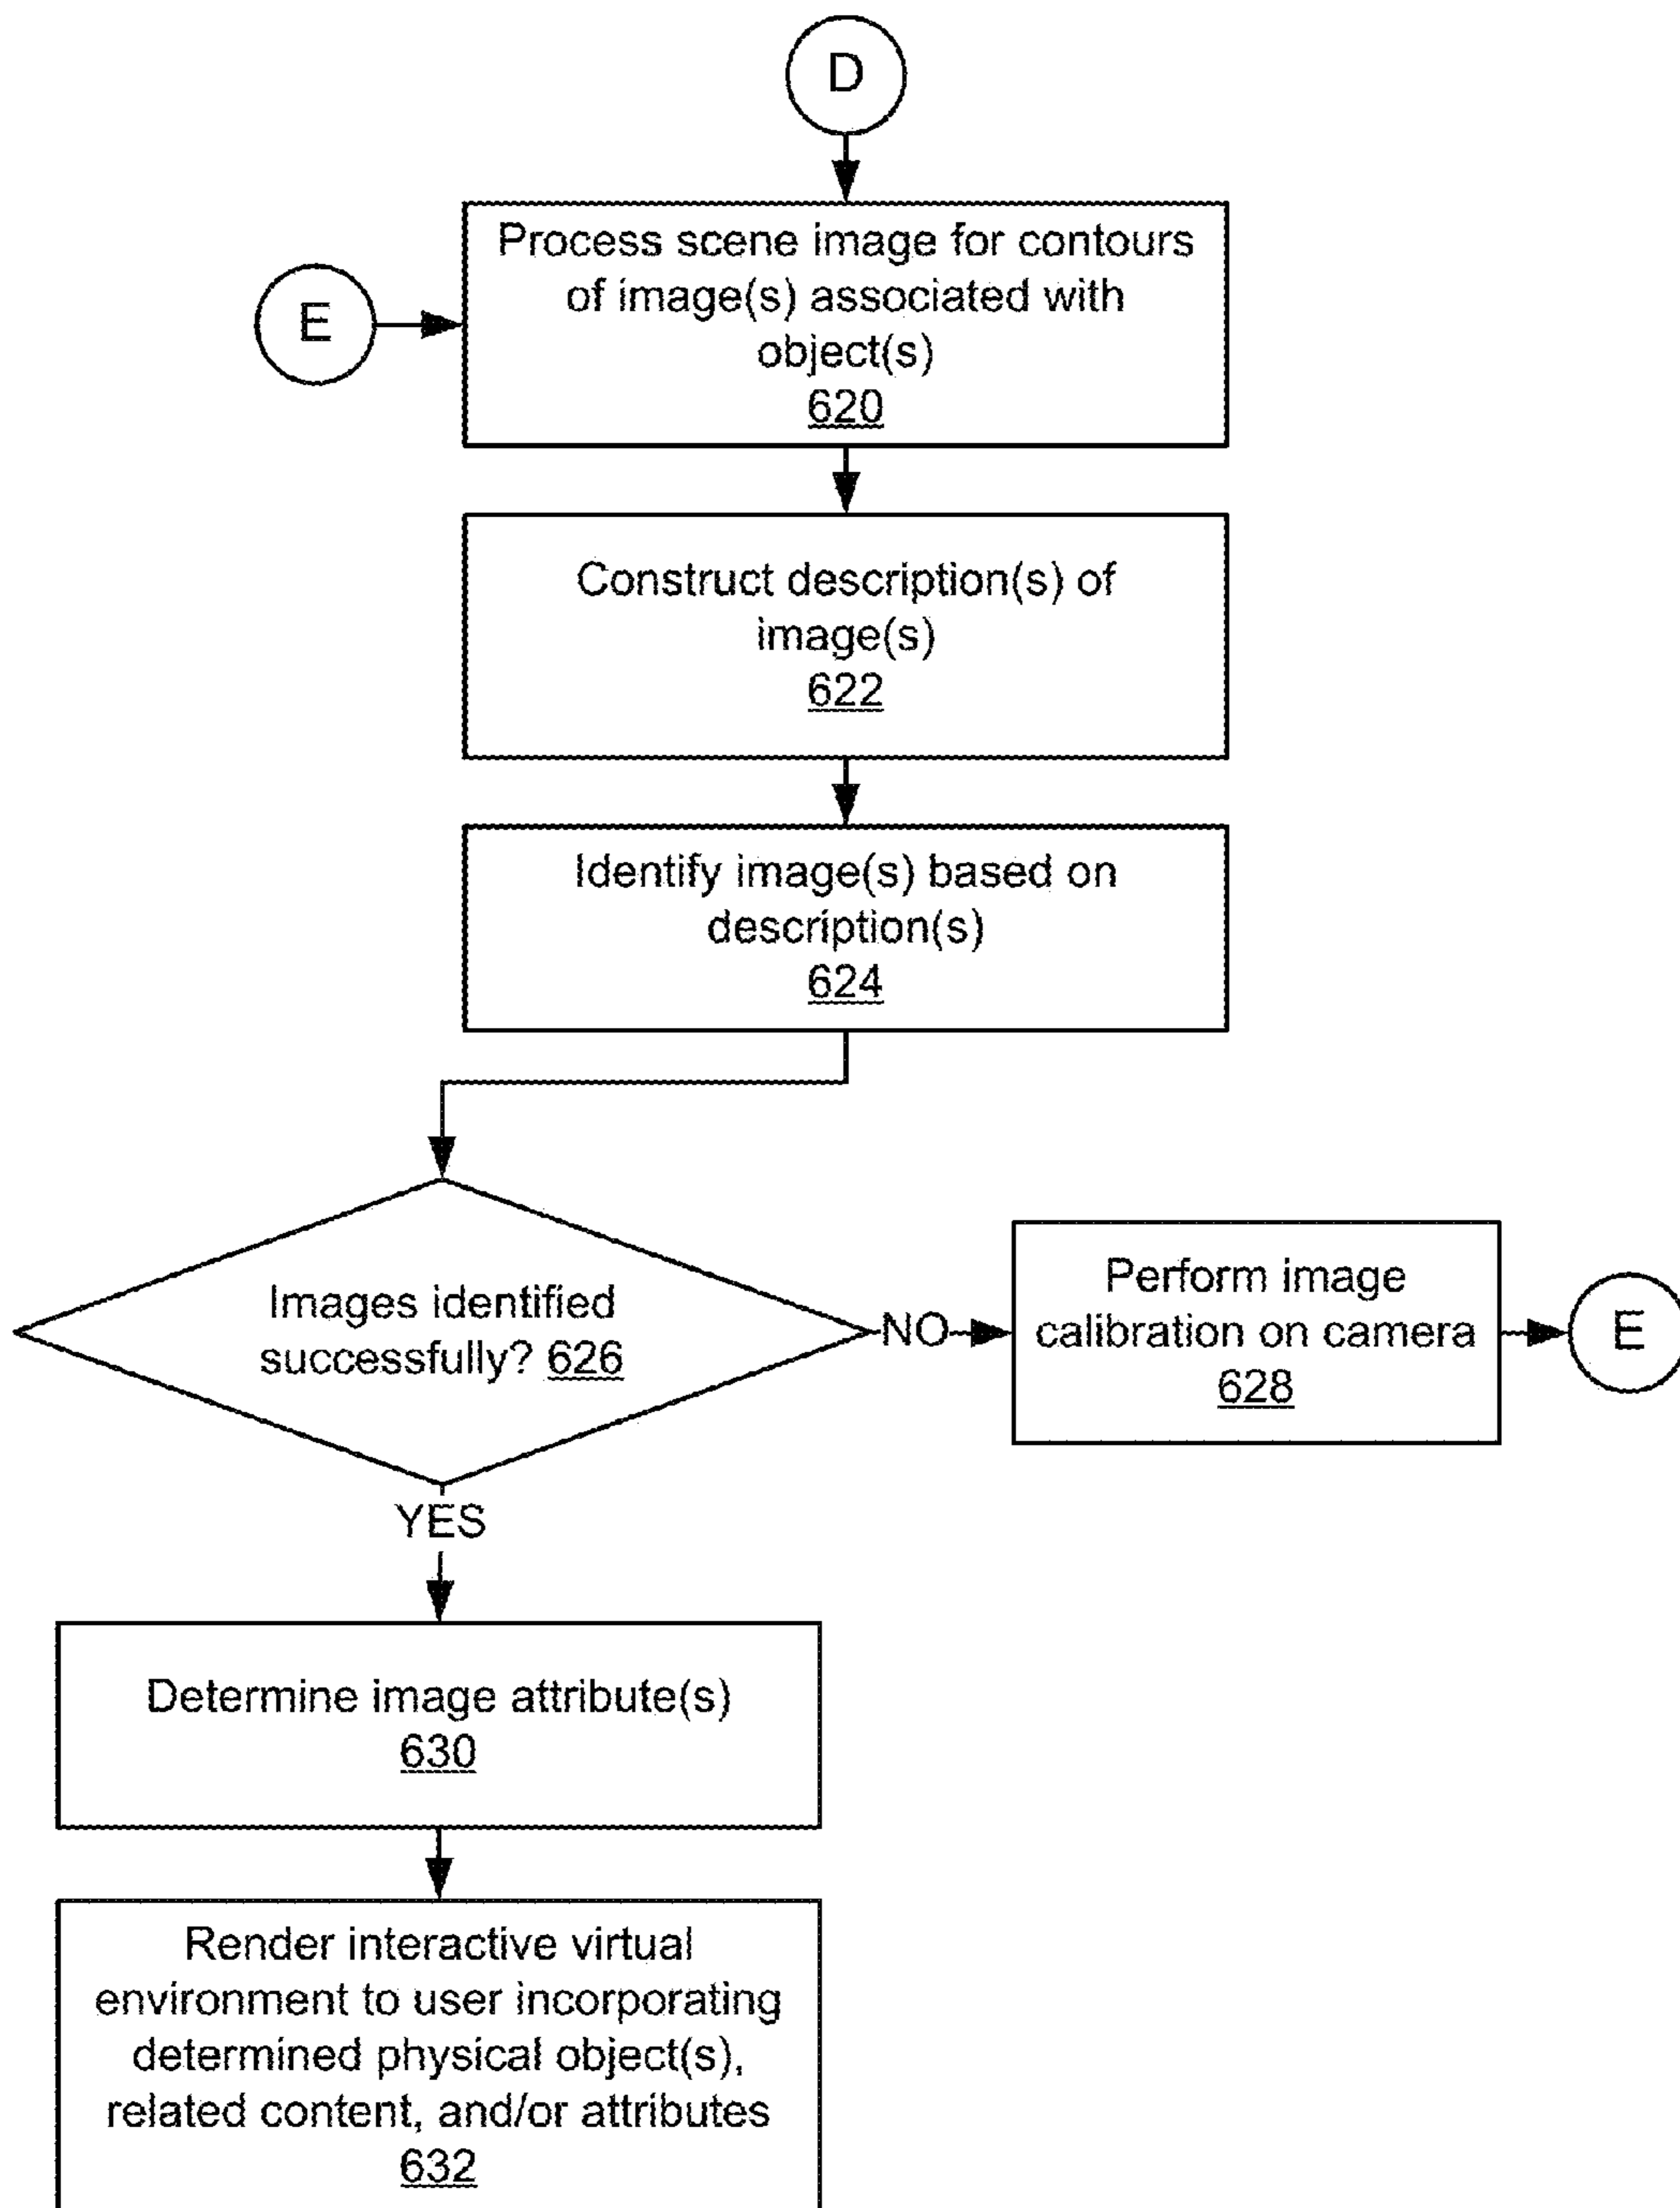 D
Process scene image for contours
of image(s) associated with
object(s)
620
E
Construct description(s) of
image(s)
622
Identify image(s) based on
description(s)
624
Images identified
successfully? 626
NO
Perform image
calibration on camera
628
E
YES
Determine image attribute(s)
630
Render interactive virtual
environment to user incorporating
determined physical object(s),
related content, and/or attributes
632